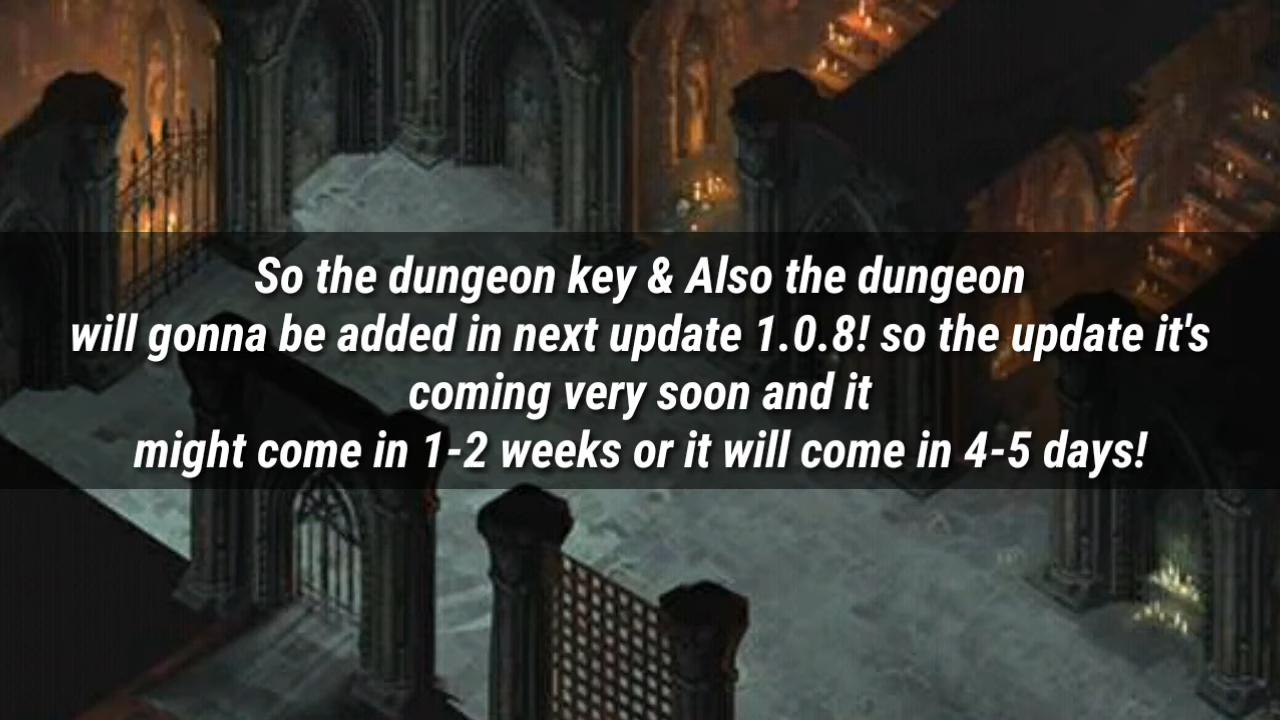 So the dungeon key & Also the dungeon
will gonna be added in next update 1.0.8! so the update it's
coming very soon and it
might come in 1-2 weeks or it will come in 4-5 days!